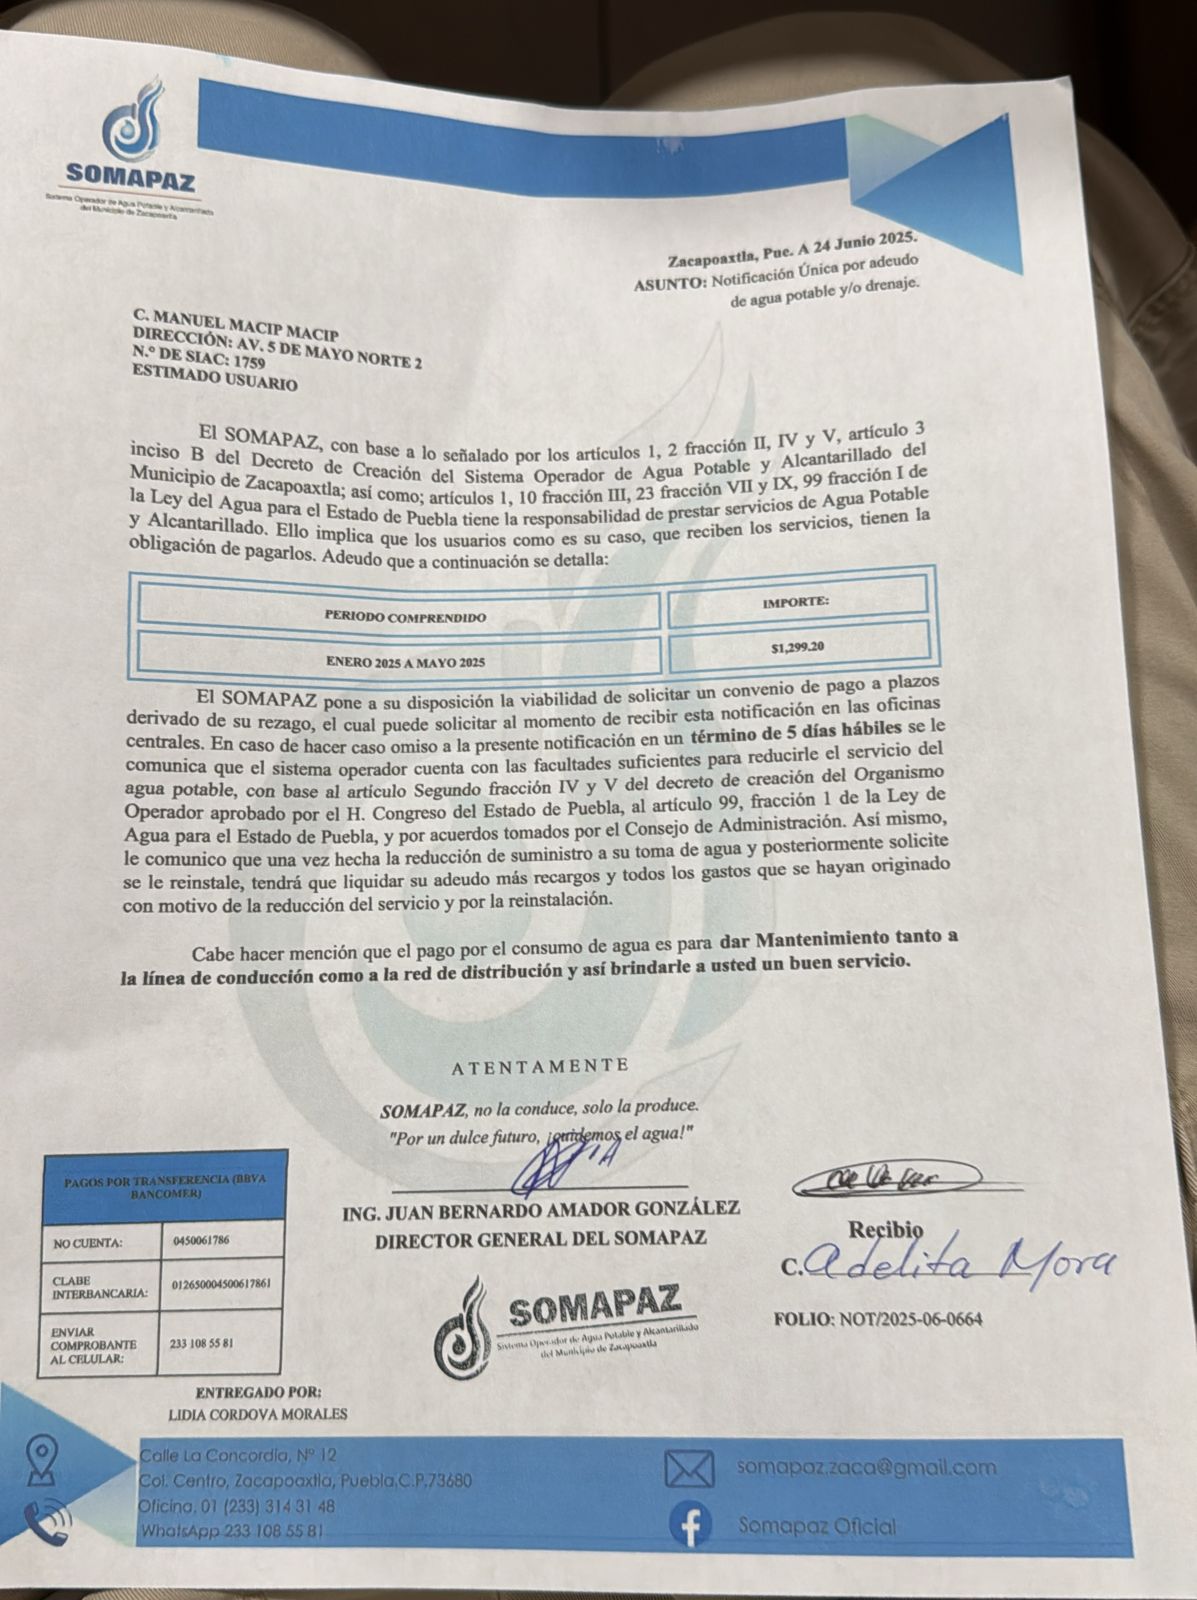 SOMAPAZ
Sistema Operador de Agua Potable y Alcantarillado
del Municipio de Zacapoaxtla
Zacapoaxtla, Pue. A 24 Junio 2025.
ASUNTO: Notificación Única por adeudo
de agua potable y/o drenaje.
C. MANUEL MACIP MACIP
DIRECCIÓN: AV. 5 DE MAYO NORTE 2
N.º DE SIAC: 1759
ESTIMADO USUARIO
El SOMAPAZ, con base a lo señalado por los artículos 1, 2 fracción II, IV y V, artículo 3
inciso B del Decreto de Creación del Sistema Operador de Agua Potable y Alcantarillado del
Municipio de Zacapoaxtla; así como; artículos 1, 10 fracción III, 23 fracción VII y IX, 99 fracción I de
la Ley del Agua para el Estado de Puebla tiene la responsabilidad de prestar servicios de Agua Potable
y Alcantarillado. Ello implica que los usuarios como es su caso, que reciben los servicios, tienen la
obligación de pagarlos. Adeudo que a continuación se detalla:
PERIODO COMPRENDIDO
IMPORTE:
ENERO 2025 A MAYO 2025
$1,299.20
El SOMAPAZ pone a su disposición la viabilidad de solicitar un convenio de pago a plazos
derivado de su rezago, el cual puede solicitar al momento de recibir esta notificación en las oficinas
centrales. En caso de hacer caso omiso a la presente notificación en un término de 5 días hábiles se le
comunica que el sistema operador cuenta con las facultades suficientes para reducirle el servicio del
agua potable, con base al artículo Segundo fracción IV y V del decreto de creación del Organismo
Operador aprobado por el H. Congreso del Estado de Puebla, al artículo 99, fracción 1 de la Ley de
Agua para el Estado de Puebla, y por acuerdos tomados por el Consejo de Administración. Así mismo,
le comunico que una vez hecha la reducción de suministro a su toma de agua y posteriormente solicite
se le reinstale, tendrá que liquidar su adeudo más recargos y todos los gastos que se hayan originado
con motivo de la reducción del servicio y por la reinstalación.
Cabe hacer mención que el pago por el consumo de agua es para dar Mantenimiento tanto a
la línea de conducción como a la red de distribución y así brindarle a usted un buen servicio.
ATENTAMENTE
SOMAPAZ, no la conduce, solo la produce.
"Por un dulce futuro, ¡cuidemos el agua!"
ING. JUAN BERNARDO AMADOR GONZÁLEZ
DIRECTOR GENERAL DEL SOMAPAZ
SOMAPAZ
Sistema Operador de Agua Potable y Alcantarillado
del Municipio de Zacapoaxtla
Recibio
C. Adelita Mora
FOLIO: NOT/2025-06-0664
PAGOS POR TRANSFERENCIA (BBVA
BANCOMER)
NO CUENTA: 0450061786
CLABE
INTERBANCARIA: 012650004500617861
ENVIAR
COMPROBANTE
AL CELULAR: 233 108 55 81
ENTREGADO POR:
LIDIA CORDOVA MORALES
Calle La Concordia, Nº 12
Col. Centro, Zacapoaxtla, Puebla.C.P.73680
Oficina. 01 (233) 314 31 48
WhatsApp 233 108 55 81
somapaz.zaca@gmail.com
Somapaz Oficial